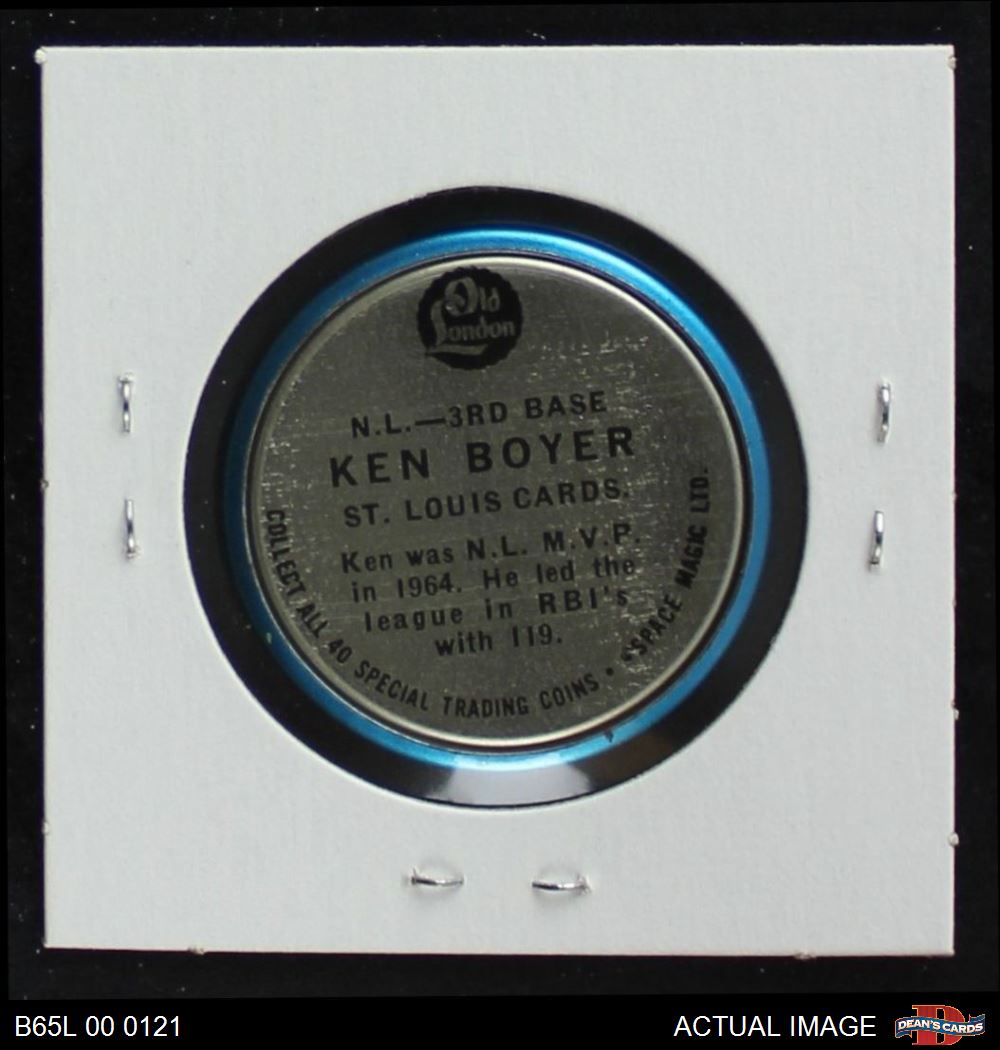 Old
London
N.L.—3RD BASE
KEN BOYER
ST. LOUIS CARDS.
Ken was N.L. M.V.P.
in 1964. He led the
league in RBI's
with 119.
COLLECT ALL 40 SPECIAL TRADING COINS • "SPACE MAGIC LTD.
B65L 00 0121
ACTUAL IMAGE
D
DEAN'S CARDS